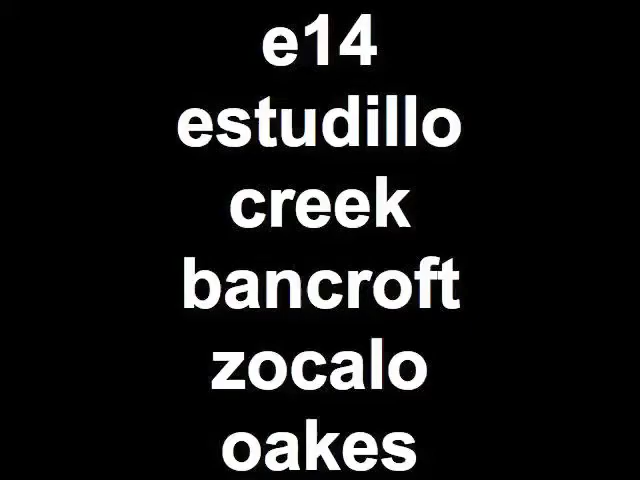 e14
estudillo
creek
bancroft
zocalo
oakes